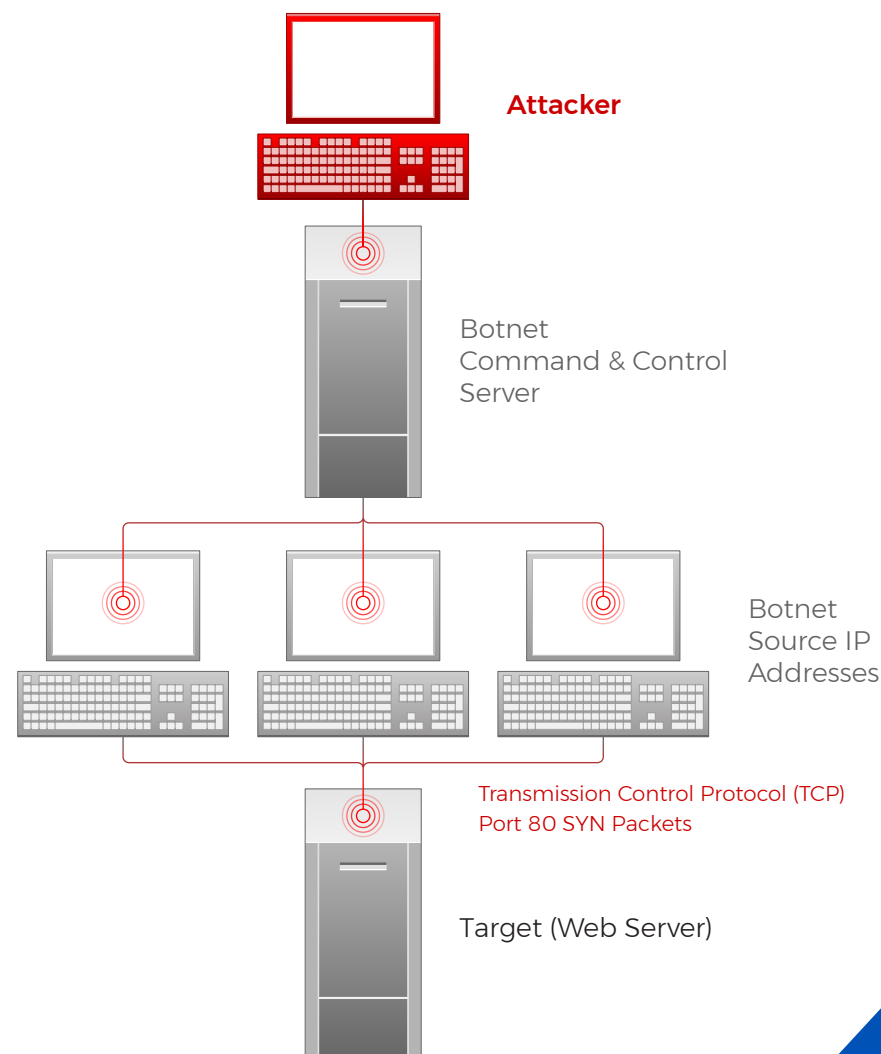 Attacker
Botnet
Command & Control
Server
Botnet
Source IP
Addresses
Transmission Control Protocol (TCP)
Port 80 SYN Packets
Target (Web Server)